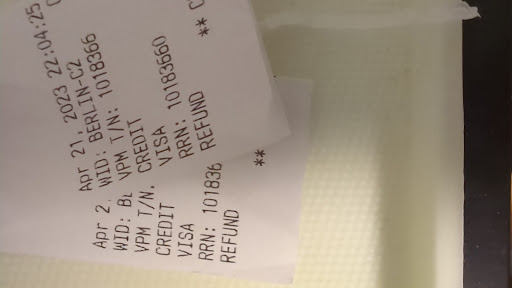 Apr 21, 2023 22:04:25
WID: BERLIN-C2
VPM T/N: 1018366
CREDIT
VISA
RRN: 10183660
REFUND
**
Apr 2
WID: BL
VPM T/N.
CREDIT
VISA
RRN: 101836
REFUND
**